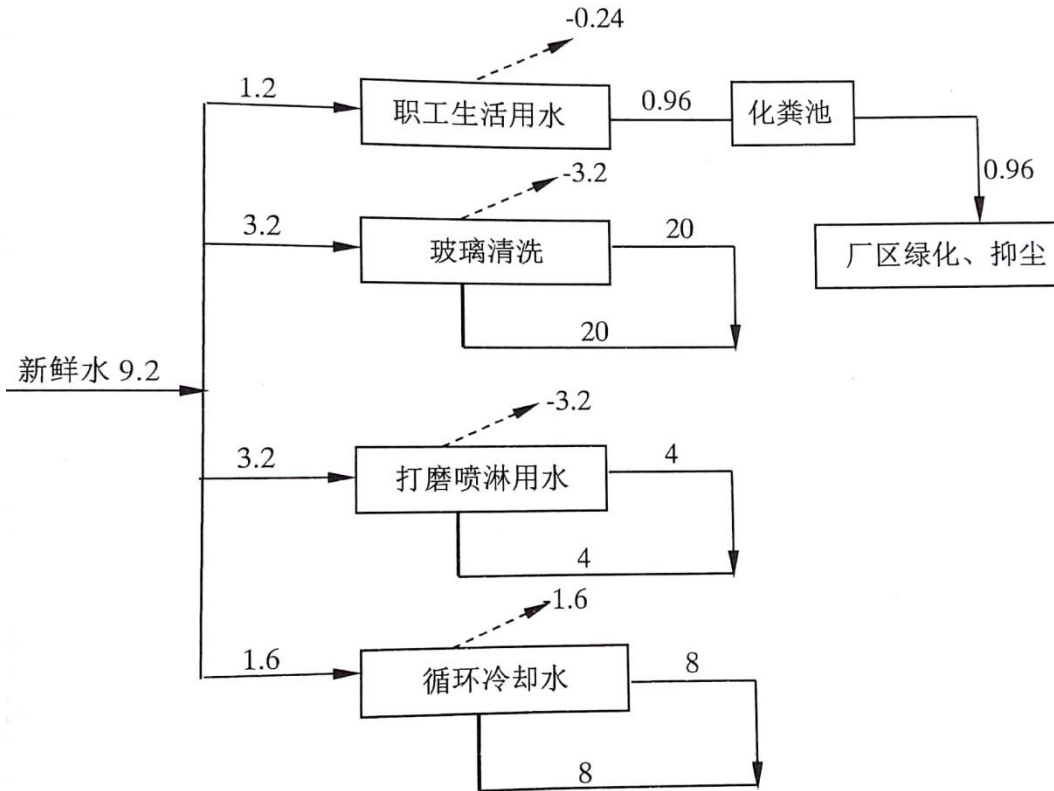 -0.24
1.2
职工生活用水
0.96
化粪池
0.96
-3.2
3.2
玻璃清洗
20
厂区绿化、抑尘
20
新鲜水 9.2
-3.2
3.2
打磨喷淋用水
4
4
-1.6
1.6
循环冷却水
8
8